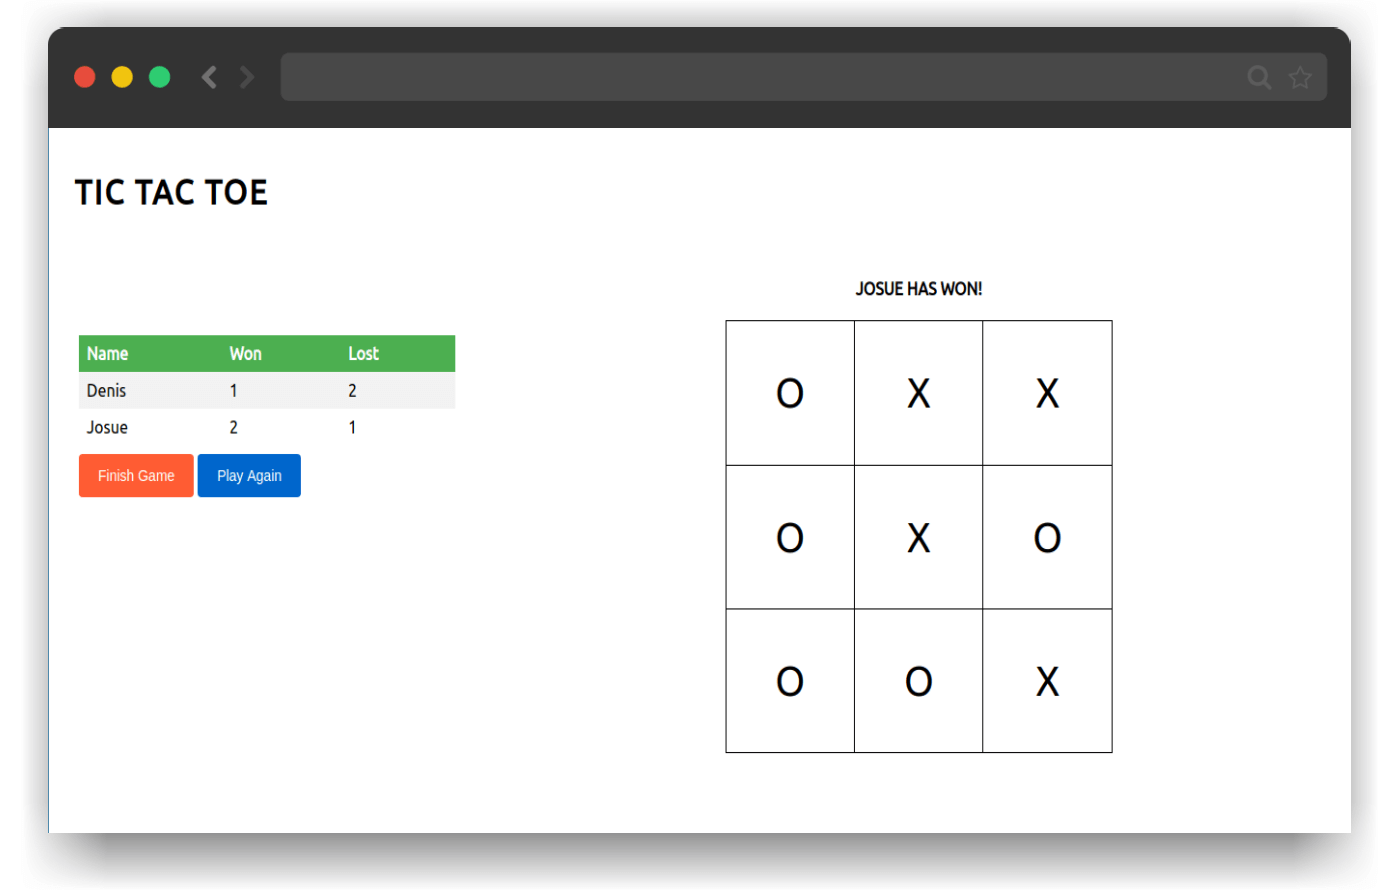 TIC TAC TOE
JOSUE HAS WON!
Name Won Lost
Denis 1 2
Josue 2 1
Finish Game Play Again
O X X
O X O
O O X